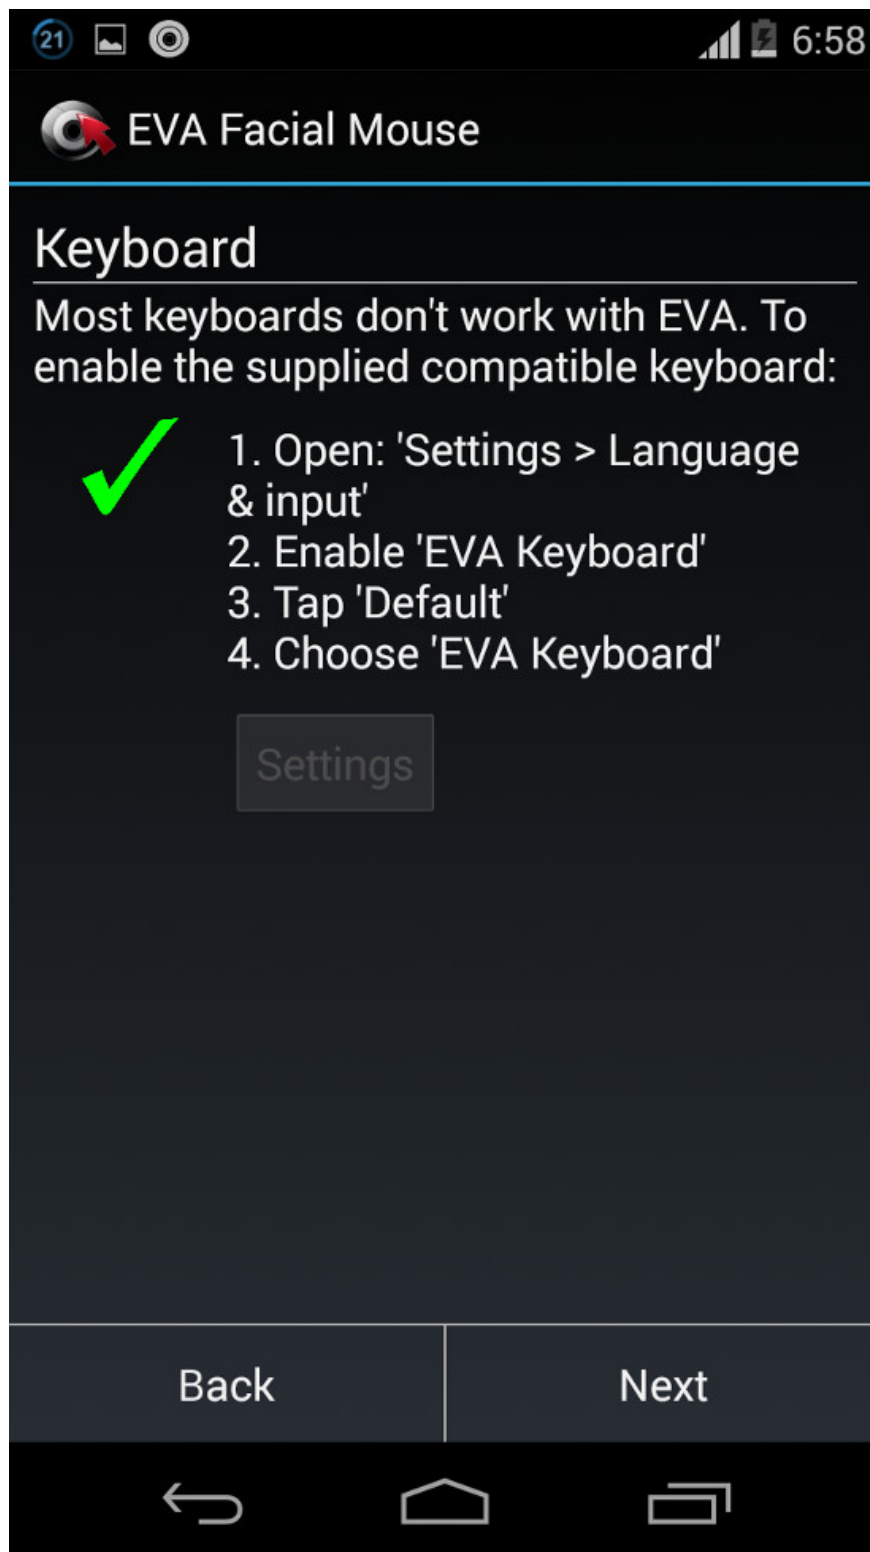 21
6:58
EVA Facial Mouse
Keyboard
Most keyboards don't work with EVA. To
enable the supplied compatible keyboard:
1. Open: 'Settings > Language
& input'
2. Enable 'EVA Keyboard'
3. Tap 'Default'
4. Choose 'EVA Keyboard'
Settings
Back
Next